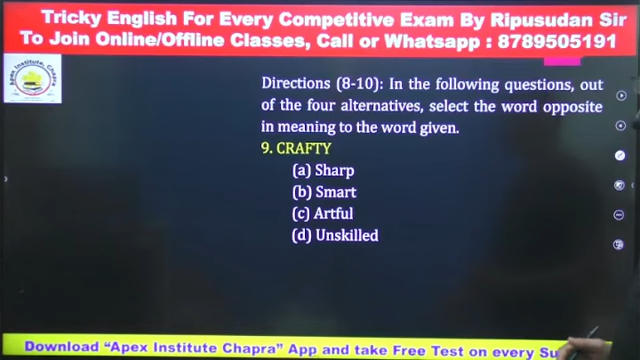 Tricky English For Every Competitive Exam By Ripusudan Sir
To Join Online/Offline Classes, Call or Whatsapp : 8789505191
Apex Institute, Chapra
Directions (8-10): In the following questions, out
of the four alternatives, select the word opposite
in meaning to the word given.
9. CRAFTY
(a) Sharp
(b) Smart
(c) Artful
(d) Unskilled
Download “Apex Institute Chapra” App and take Free Test on every